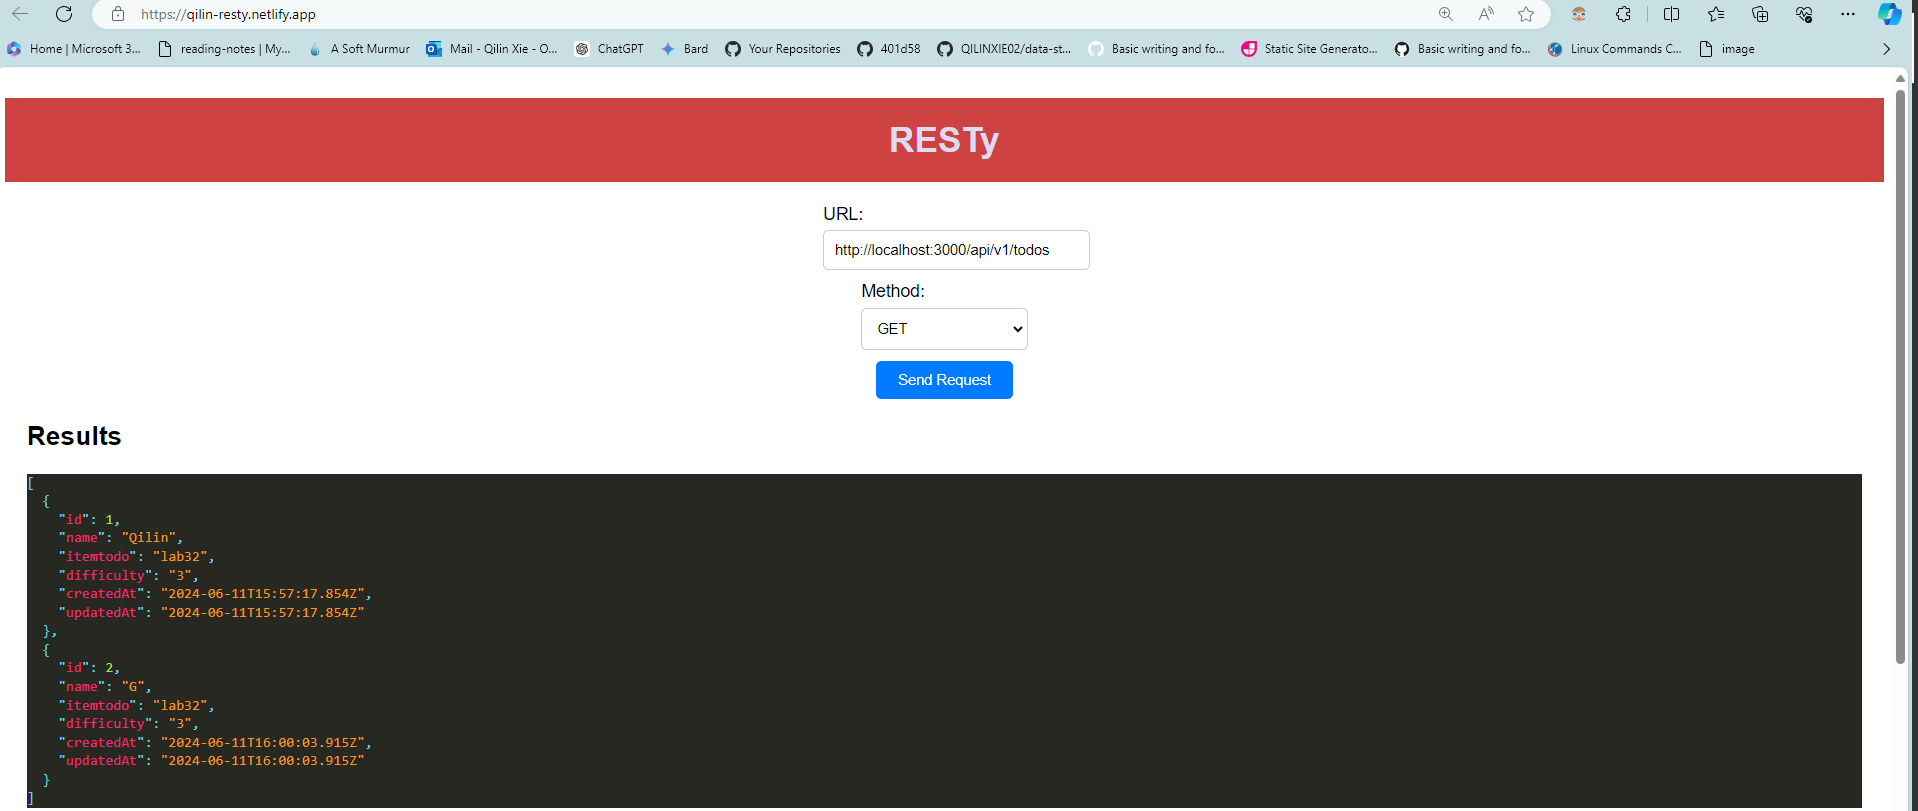 https://qilin-resty.netlify.app
Home | Microsoft 3... reading-notes | My... A Soft Murmur Mail - Qilin Xie - O... ChatGPT Bard Your Repositories 401d58 QILINXIE02/data-st... Basic writing and fo... Static Site Generato... Basic writing and fo... Linux Commands C... image
RESTy
URL:
http://localhost:3000/api/v1/todos
Method:
GET
Send Request
Results
[
  {
    "id": 1,
    "name": "Qilin",
    "itemtodo": "lab32",
    "difficulty": "3",
    "createdAt": "2024-06-11T15:57:17.854Z",
    "updatedAt": "2024-06-11T15:57:17.854Z"
  },
  {
    "id": 2,
    "name": "G",
    "itemtodo": "lab32",
    "difficulty": "3",
    "createdAt": "2024-06-11T16:00:03.915Z",
    "updatedAt": "2024-06-11T16:00:03.915Z"
  }
]